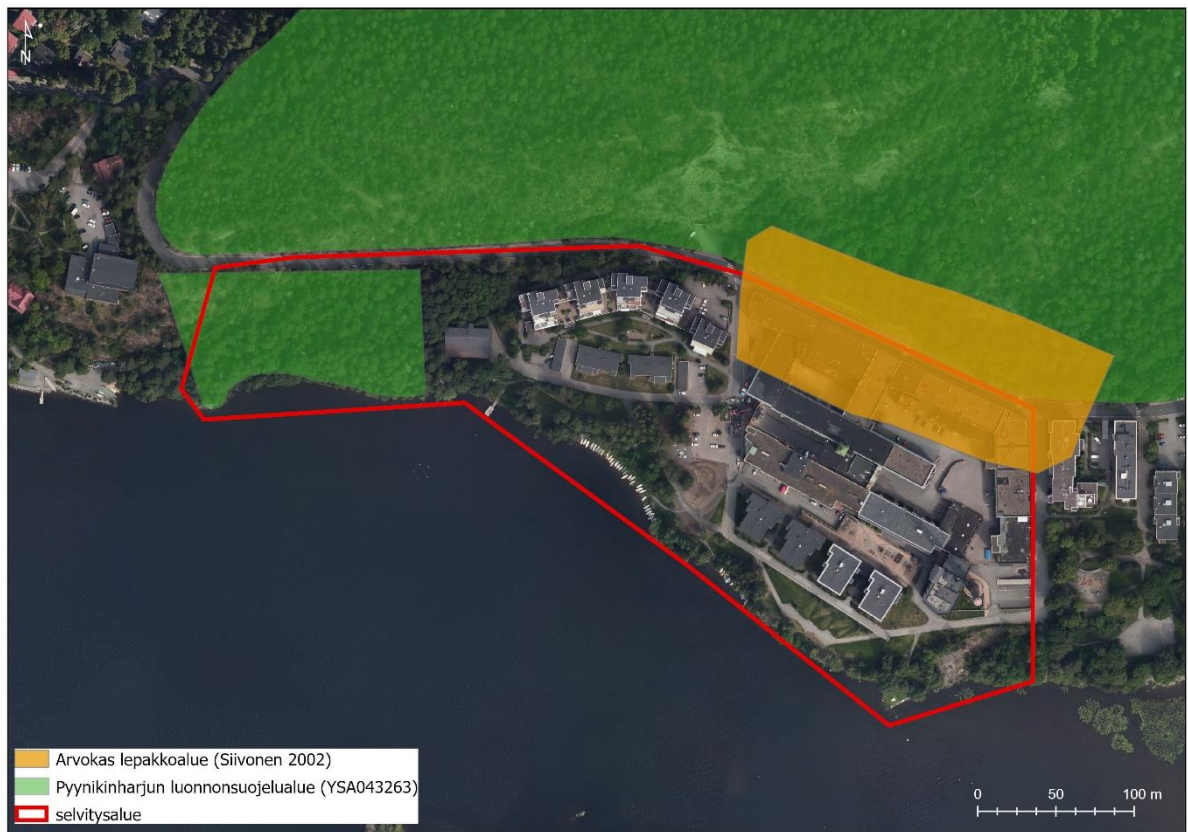 N
Arvokas lepakkoalue (Siivonen 2002)
Pyynikinharjun luonnonsuojelualue (YSA043263)
selvitysalue
0 50 100 m